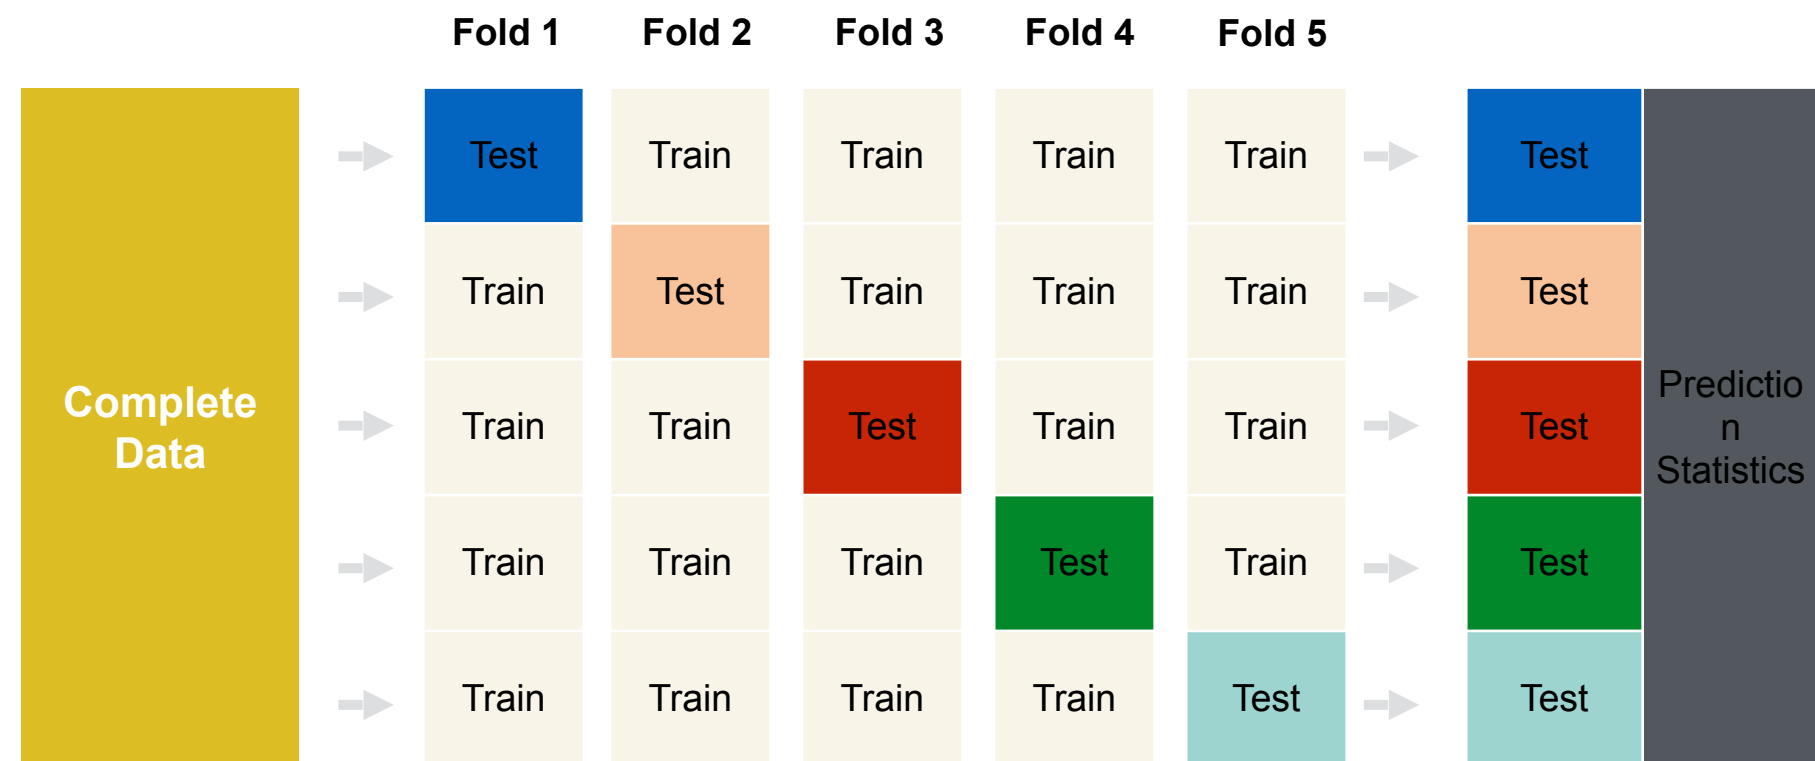 Fold 1 Fold 2 Fold 3 Fold 4 Fold 5
Test Train Train Train Train Test
Train Test Train Train Train Test
Complete
Data
Train Train Test Train Train Test
Predictio
n
Statistics
Train Train Train Test Train Test
Train Train Train Train Test Test